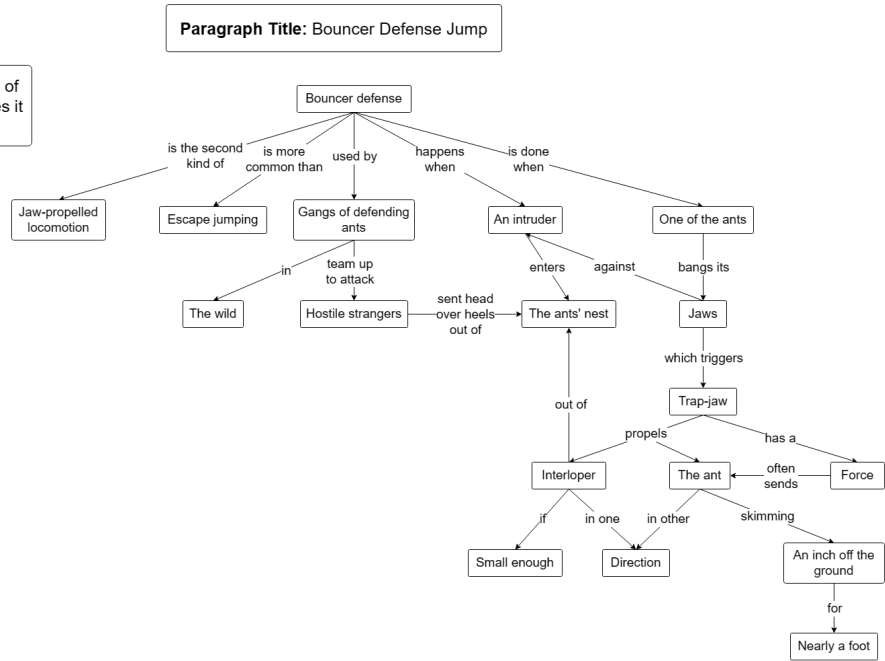 Paragraph Title: Bouncer Defense Jump
of
es it
Bouncer defense
is the second
kind of
is more
common than
used by
happens
when
is done
when
Jaw-propelled
locomotion
Escape jumping
Gangs of defending
ants
An intruder
One of the ants
in
team up
to attack
enters
against
bangs its
The wild
Hostile strangers
sent head
over heels
out of
The ants' nest
Jaws
which triggers
out of
Trap-jaw
propels
has a
Interloper
The ant
often
sends
Force
if
in one
in other
skimming
Small enough
Direction
An inch off the
ground
for
Nearly a foot